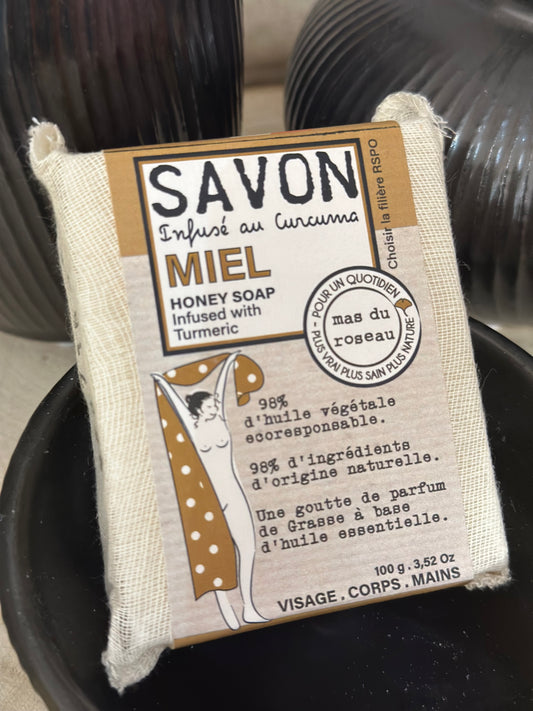 SAVON
Infusé au Curcuma
MIEL
HONEY SOAP
Infused with
Turmeric
Choisir la filière RSPO
- POUR UN QUOTIDIEN
- PLUS VRAI PLUS SAIN PLUS NATURE
mas du
roseau
98%
d'huile végétale
ecoresponsable.
98% d'ingrédients
d'origine naturelle.
Une goutte de parfum
de Grasse à base
d'huile essentielle.
100 g . 3,52 Oz
VISAGE . CORPS . MAINS